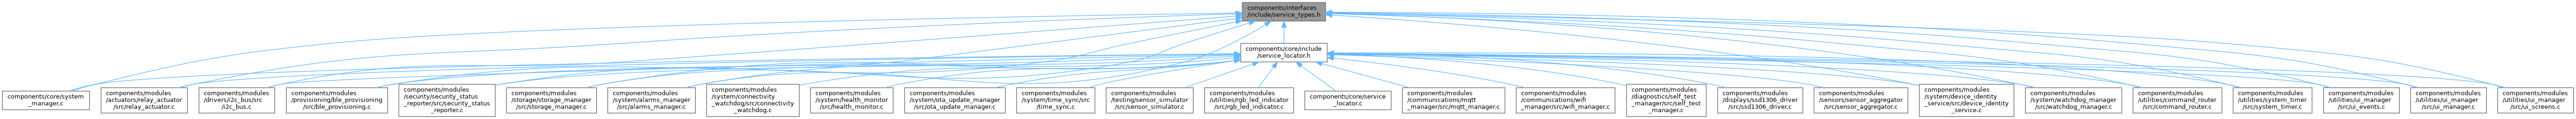 components/interfaces
/include/service_types.h
components/core/include
/service_locator.h
components/core/system
_manager.c
components/modules
/actuators/relay_actuator
/src/relay_actuator.c
components/modules
/drivers/i2c_bus/src
/i2c_bus.c
components/modules
/provisioning/ble_provisioning
/src/ble_provisioning.c
components/modules
/security/security_status
_reporter/src/security_status
_reporter.c
components/modules
/storage/storage_manager
/src/storage_manager.c
components/modules
/system/alarms_manager
/src/alarms_manager.c
components/modules
/system/connectivity
_watchdog/src/connectivity
_watchdog.c
components/modules
/system/health_monitor
/src/health_monitor.c
components/modules
/system/ota_update_manager
/src/ota_update_manager.c
components/modules
/system/time_sync/src
/time_sync.c
components/modules
/testing/sensor_simulator
/src/sensor_simulator.c
components/modules
/utilities/rgb_led_indicator
/src/rgb_led_indicator.c
components/core/service
_locator.c
components/modules
/communications/mqtt
_manager/src/mqtt_manager.c
components/modules
/communications/wifi
_manager/src/wifi_manager.c
components/modules
/diagnostics/self_test
_manager/src/self_test
_manager.c
components/modules
/displays/ssd1306_driver
/src/ssd1306_driver.c
components/modules
/sensors/sensor_aggregator
/src/sensor_aggregator.c
components/modules
/system/device_identity
_service/src/device_identity
_service.c
components/modules
/system/watchdog_manager
/src/watchdog_manager.c
components/modules
/utilities/command_router
/src/command_router.c
components/modules
/utilities/system_timer
/src/system_timer.c
components/modules
/utilities/ui_manager
/src/ui_events.c
components/modules
/utilities/ui_manager
/src/ui_manager.c
components/modules
/utilities/ui_manager
/src/ui_screens.c